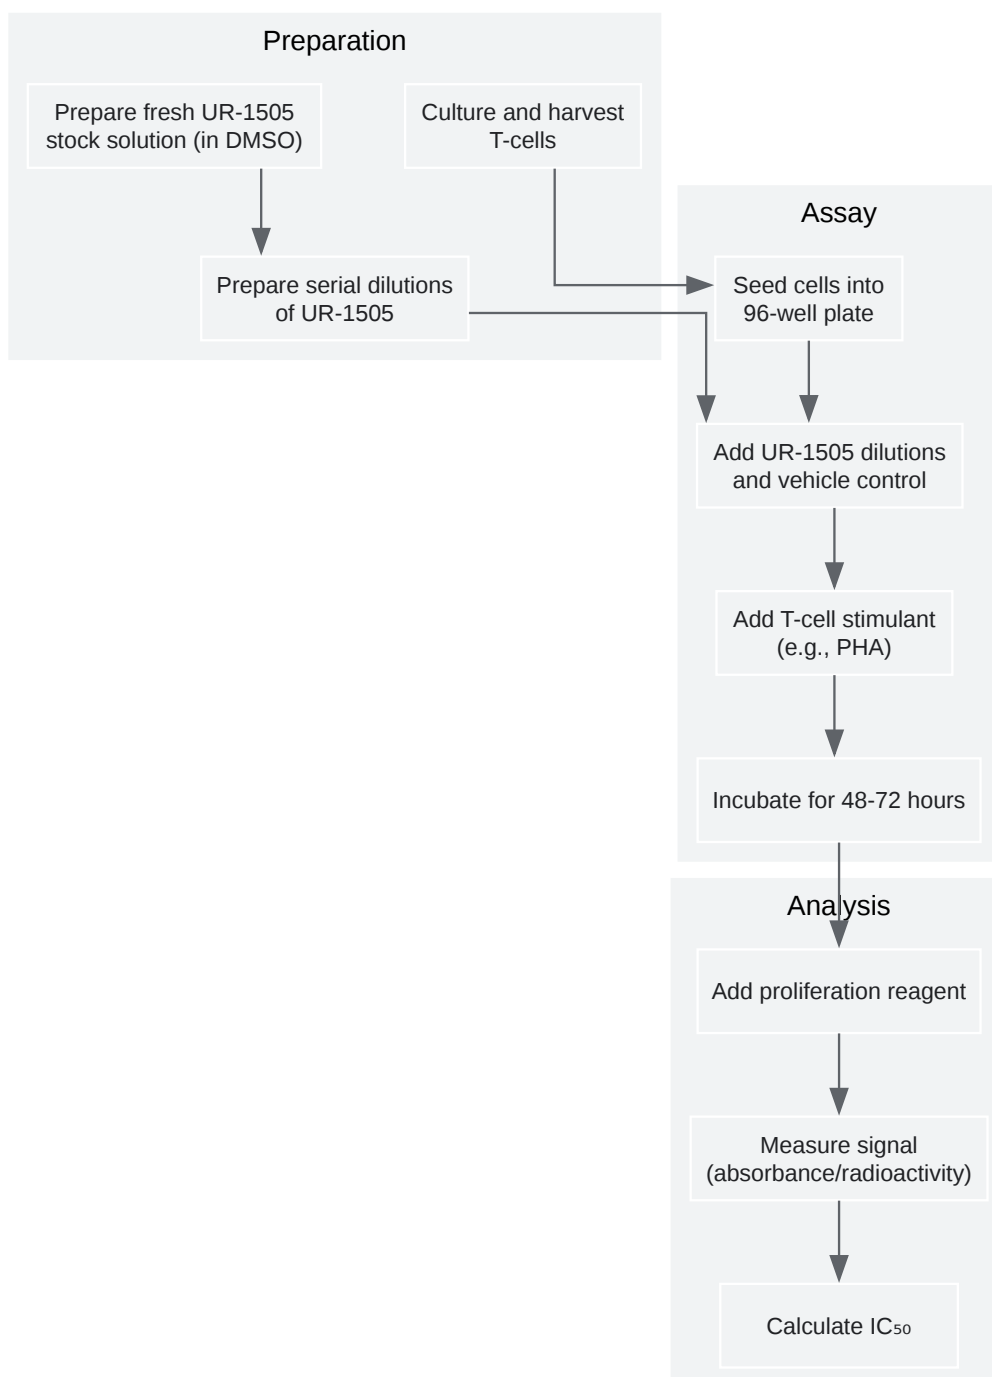 Preparation
Prepare fresh UR-1505
stock solution (in DMSO)
Culture and harvest
T-cells
Prepare serial dilutions
of UR-1505
Assay
Seed cells into
96-well plate
Add UR-1505 dilutions
and vehicle control
Add T-cell stimulant
(e.g., PHA)
Incubate for 48-72 hours
Analysis
Add proliferation reagent
Measure signal
(absorbance/radioactivity)
Calculate IC₅₀